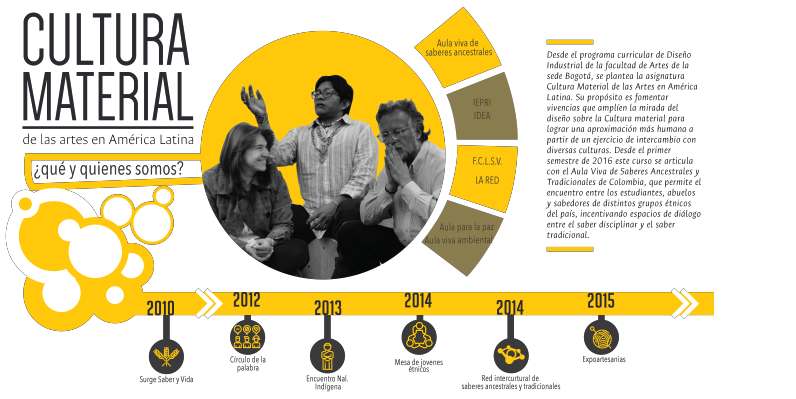 CULTURA
MATERIAL
de las artes en América Latina
¿qué y quienes somos?
Aula viva de
saberes ancestrales
IEPRI
IDEA
F.C.L.S.V.
LA RED
Aula para la paz
Aula viva ambiental
Desde el programa curricular de Diseño
Industrial de la facultad de Artes de la
sede Bogotá, se plantea la asignatura
Cultura Material de las Artes en América
Latina. Su propósito es fomentar
vivencias que amplíen la mirada del
diseño sobre la Cultura material para
lograr una aproximación más humana a
partir de un ejercicio de intercambio con
diversas culturas. Desde el primer
semestre de 2016 este curso se articula
con el Aula Viva de Saberes Ancestrales y
Tradicionales de Colombia, que permite el
encuentro entre los estudiantes, abuelos
y sabedores de distintos grupos étnicos
del país, incentivando espacios de diálogo
entre el saber disciplinar y el saber
tradicional.
2010
Surge Saber y Vida
2012
Círculo de la
palabra
2013
Encuentro Nal.
Indígena
2014
Mesa de jovenes
étnicos
2014
Red intercurtural de
saberes ancestrales y tradicionales
2015
Expoartesanías